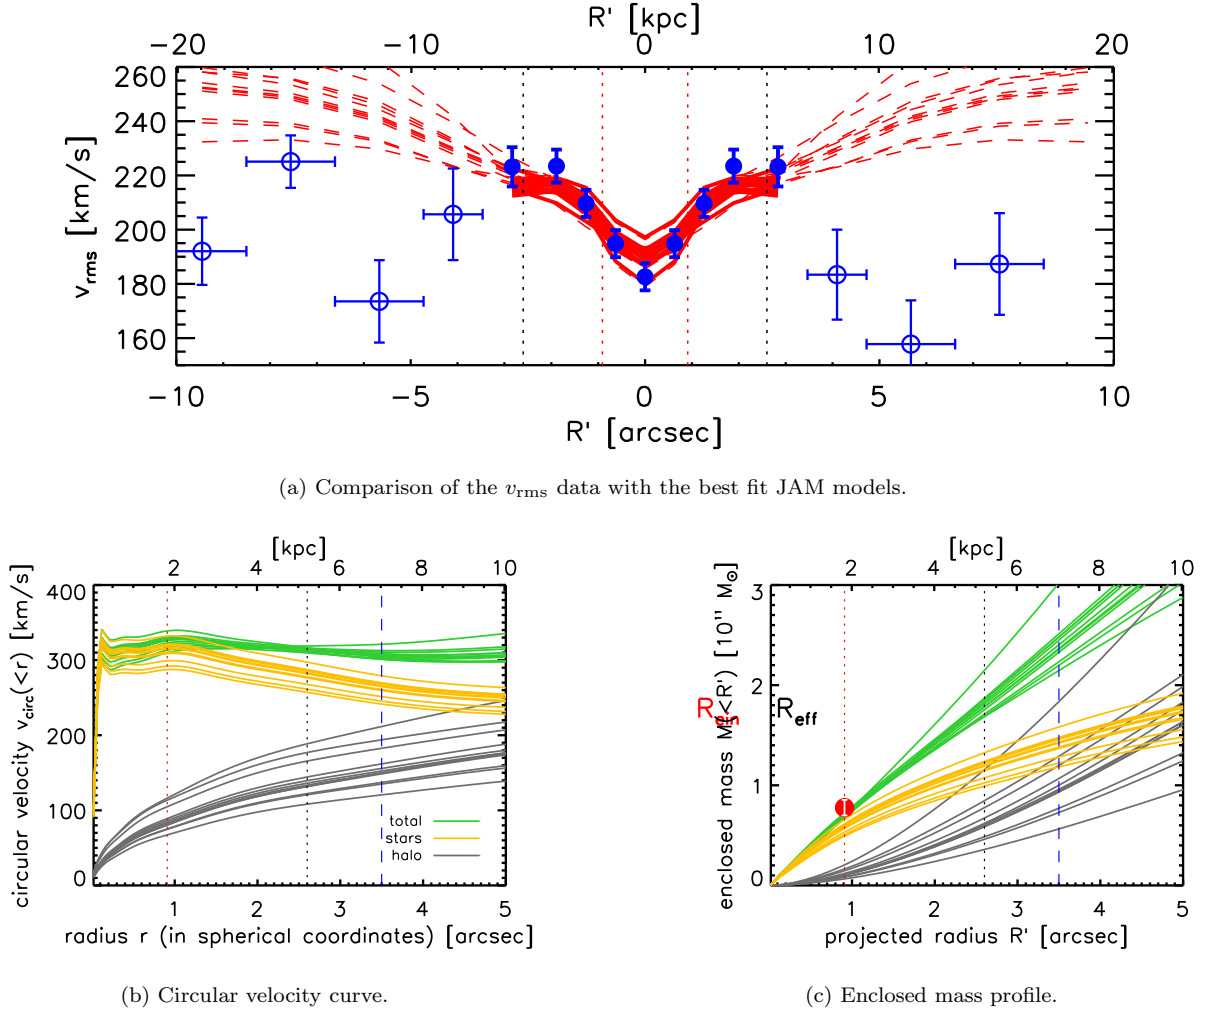 R' [kpc]
−20 −10 0 10 20
260
240
220
200
180
160
v_rms [km/s]
−10 −5 0 5 10
R' [arcsec]
(a) Comparison of the v_rms data with the best fit JAM models.
[kpc]
2 4 6 8 10
400
300
200
100
0
circular velocity v_circ(<r) [km/s]
total
stars
halo
1 2 3 4 5
radius r (in spherical coordinates) [arcsec]
(b) Circular velocity curve.
[kpc]
2 4 6 8 10
3
2
1
0
enclosed mass M(<R') [10¹¹ M⊙]
R_ein
R_eff
1 2 3 4 5
projected radius R' [arcsec]
(c) Enclosed mass profile.